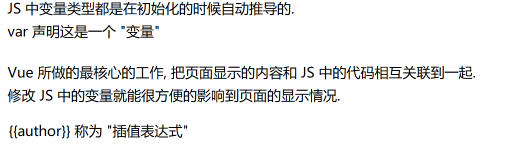 JS 中变量类型都是在初始化的时候自动推导的.
var 声明这是一个 "变量"
Vue 所做的最核心的工作, 把页面显示的内容和 JS 中的代码相互关联到一起.
修改 JS 中的变量就能很方便的影响到页面的显示情况.
{{author}} 称为 "插值表达式"